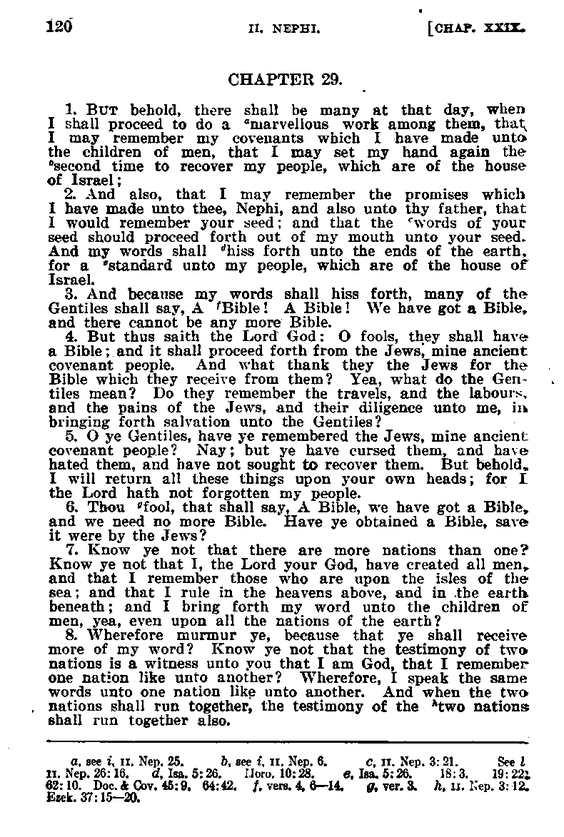 120 II. NEPHI. [CHAP. XXIX.
CHAPTER 29.
1. BUT behold, there shall be many at that day, when
I shall proceed to do a ᵃmarvellous work among them, that
I may remember my covenants which I have made unto
the children of men, that I may set my hand again the
ᵇsecond time to recover my people, which are of the house
of Israel;
2. And also, that I may remember the promises which
I have made unto thee, Nephi, and also unto thy father, that
I would remember your seed; and that the ᶜwords of your
seed should proceed forth out of my mouth unto your seed.
And my words shall ᵈhiss forth unto the ends of the earth,
for a ᵉstandard unto my people, which are of the house of
Israel.
3. And because my words shall hiss forth, many of the
Gentiles shall say, A ᶠBible! A Bible! We have got a Bible,
and there cannot be any more Bible.
4. But thus saith the Lord God: O fools, they shall have
a Bible; and it shall proceed forth from the Jews, mine ancient
covenant people. And what thank they the Jews for the
Bible which they receive from them? Yea, what do the Gen-
tiles mean? Do they remember the travels, and the labours,
and the pains of the Jews, and their diligence unto me, in
bringing forth salvation unto the Gentiles?
5. O ye Gentiles, have ye remembered the Jews, mine ancient
covenant people? Nay; but ye have cursed them, and have
hated them, and have not sought to recover them. But behold,
I will return all these things upon your own heads; for I
the Lord hath not forgotten my people.
6. Thou ᵍfool, that shall say, A Bible, we have got a Bible,
and we need no more Bible. Have ye obtained a Bible, save
it were by the Jews?
7. Know ye not that there are more nations than one?
Know ye not that I, the Lord your God, have created all men,
and that I remember those who are upon the isles of the
sea; and that I rule in the heavens above, and in the earth
beneath; and I bring forth my word unto the children of
men, yea, even upon all the nations of the earth?
8. Wherefore murmur ye, because that ye shall receive
more of my word? Know ye not that the testimony of two
nations is a witness unto you that I am God, that I remember
one nation like unto another? Wherefore, I speak the same
words unto one nation like unto another. And when the two
nations shall run together, the testimony of the ʰtwo nations
shall run together also.
a, see i, II. Nep. 25. b, see f, II. Nep. 6. c, II. Nep. 3:21. See l
II. Nep. 26:16. d, Isa. 5:26. Moro. 10:28. e, Isa. 5:26. 18:3. 19:22;
62:10. Doc. & Cov. 45:9, 64:42. f, vers. 4, 6—14. g, ver. 3. h, II. Nep. 3:12.
Ezek. 37:15—20.